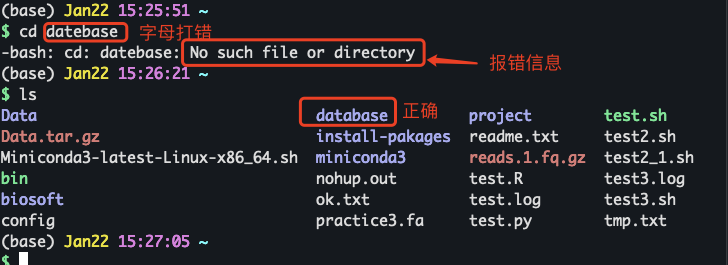 (base) Jan22 15:25:51 ~
$ cd datebase 字母打错
-bash: cd: datebase: No such file or directory
报错信息
(base) Jan22 15:26:21 ~
$ ls
Data database 正确 project test.sh
Data.tar.gz install-pakages readme.txt test2.sh
Miniconda3-latest-Linux-x86_64.sh miniconda3 reads.1.fq.gz test2_1.sh
bin nohup.out test.R test3.log
biosoft ok.txt test.log test3.sh
config practice3.fa test.py tmp.txt
(base) Jan22 15:27:05 ~
$